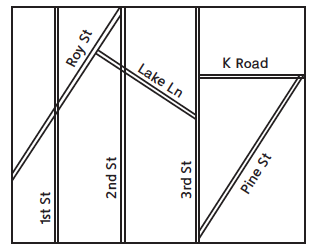 Roy St
Lake Ln
K Road
1st St
2nd St
3rd St
Pine St